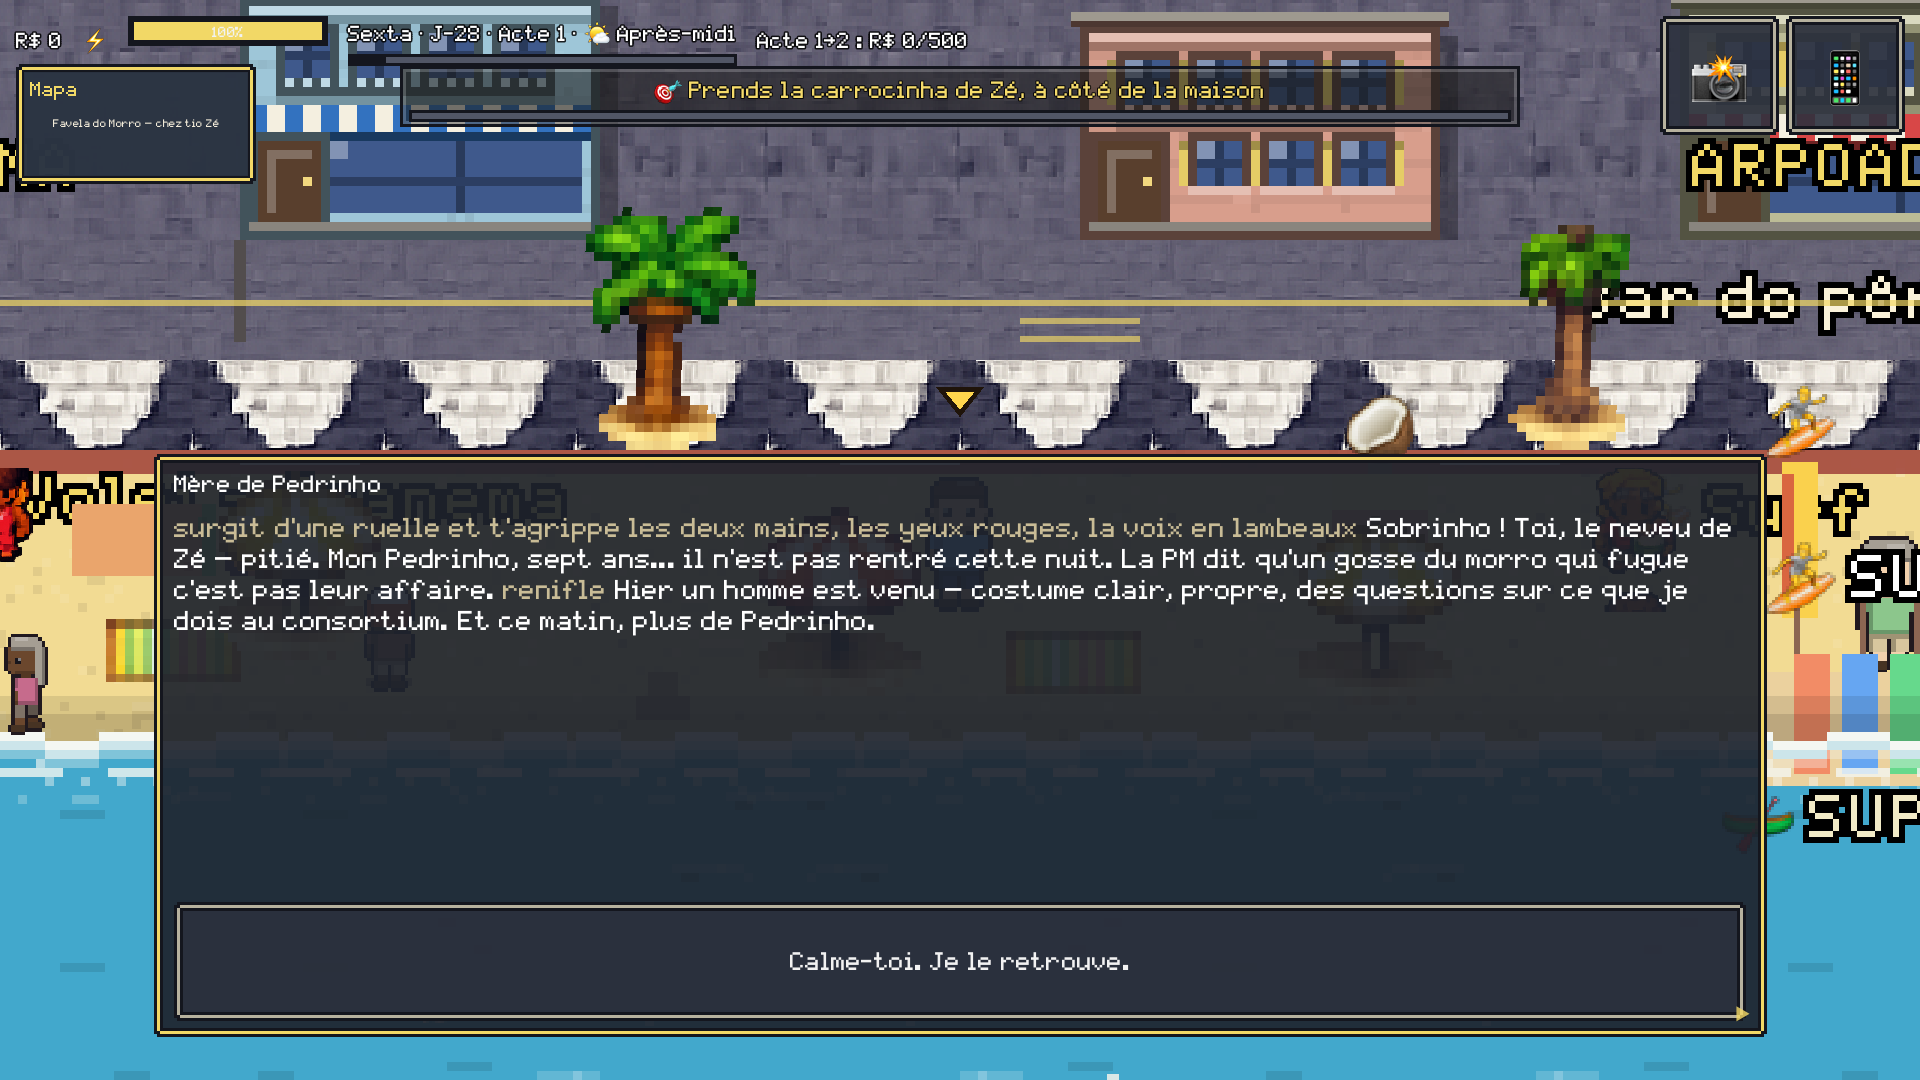 R$ 0
100%
Sexta · J-28 · Acte 1 · Après-midi
Acte 1→2 : R$ 0/500
Mapa
Favela do Morro — chez tio Zé
Prends la carrocinha de Zé, à côté de la maison
ARPOAD
Mère de Pedrinho
surgit d'une ruelle et t'agrippe les deux mains, les yeux rouges, la voix en lambeaux Sobrinho ! Toi, le neveu de
Zé — pitié. Mon Pedrinho, sept ans... il n'est pas rentré cette nuit. La PM dit qu'un gosse du morro qui fugue
c'est pas leur affaire. renifle Hier un homme est venu — costume clair, propre, des questions sur ce que je
dois au consortium. Et ce matin, plus de Pedrinho.
SU
SUP
Calme-toi. Je le retrouve.